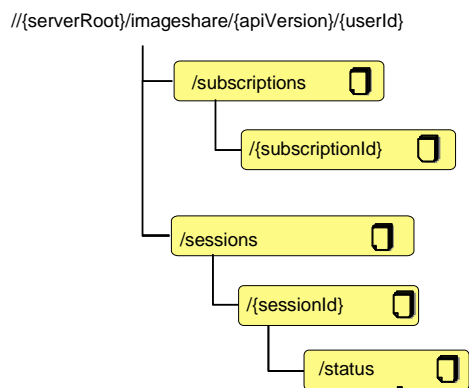 //{serverRoot}/imageshare/{apiVersion}/{userId}
/subscriptions
/{subscriptionId}
/sessions
/{sessionId}
/status